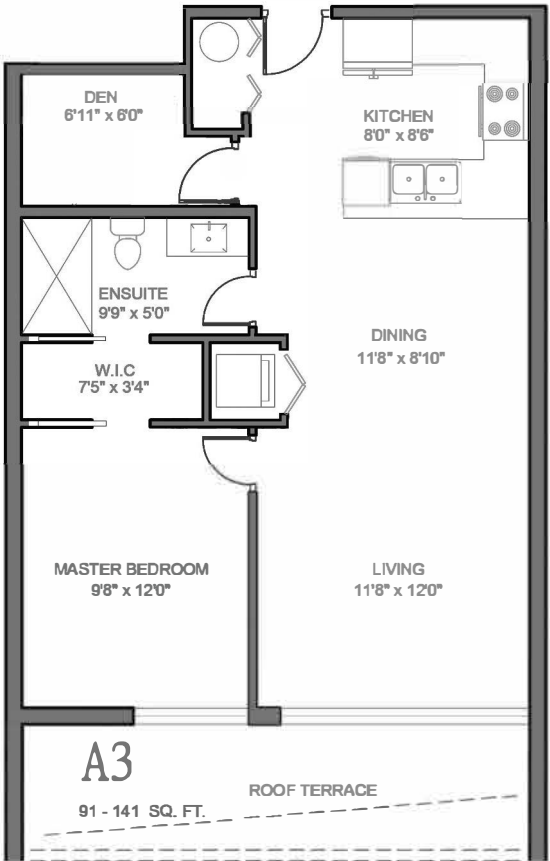 DEN
6'11" x 6'0"
KITCHEN
8'0" x 8'6"
ENSUITE
9'9" x 5'0"
DINING
11'8" x 8'10"
W.I.C
7'5" x 3'4"
MASTER BEDROOM
9'8" x 12'0"
LIVING
11'8" x 12'0"
A3
ROOF TERRACE
91 - 141 SQ. FT.